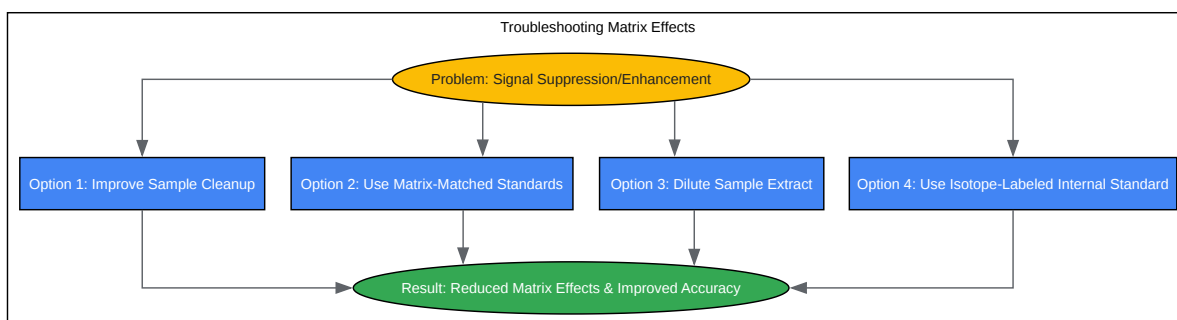 Troubleshooting Matrix Effects
Problem: Signal Suppression/Enhancement
Option 1: Improve Sample Cleanup
Option 2: Use Matrix-Matched Standards
Option 3: Dilute Sample Extract
Option 4: Use Isotope-Labeled Internal Standard
Result: Reduced Matrix Effects & Improved Accuracy